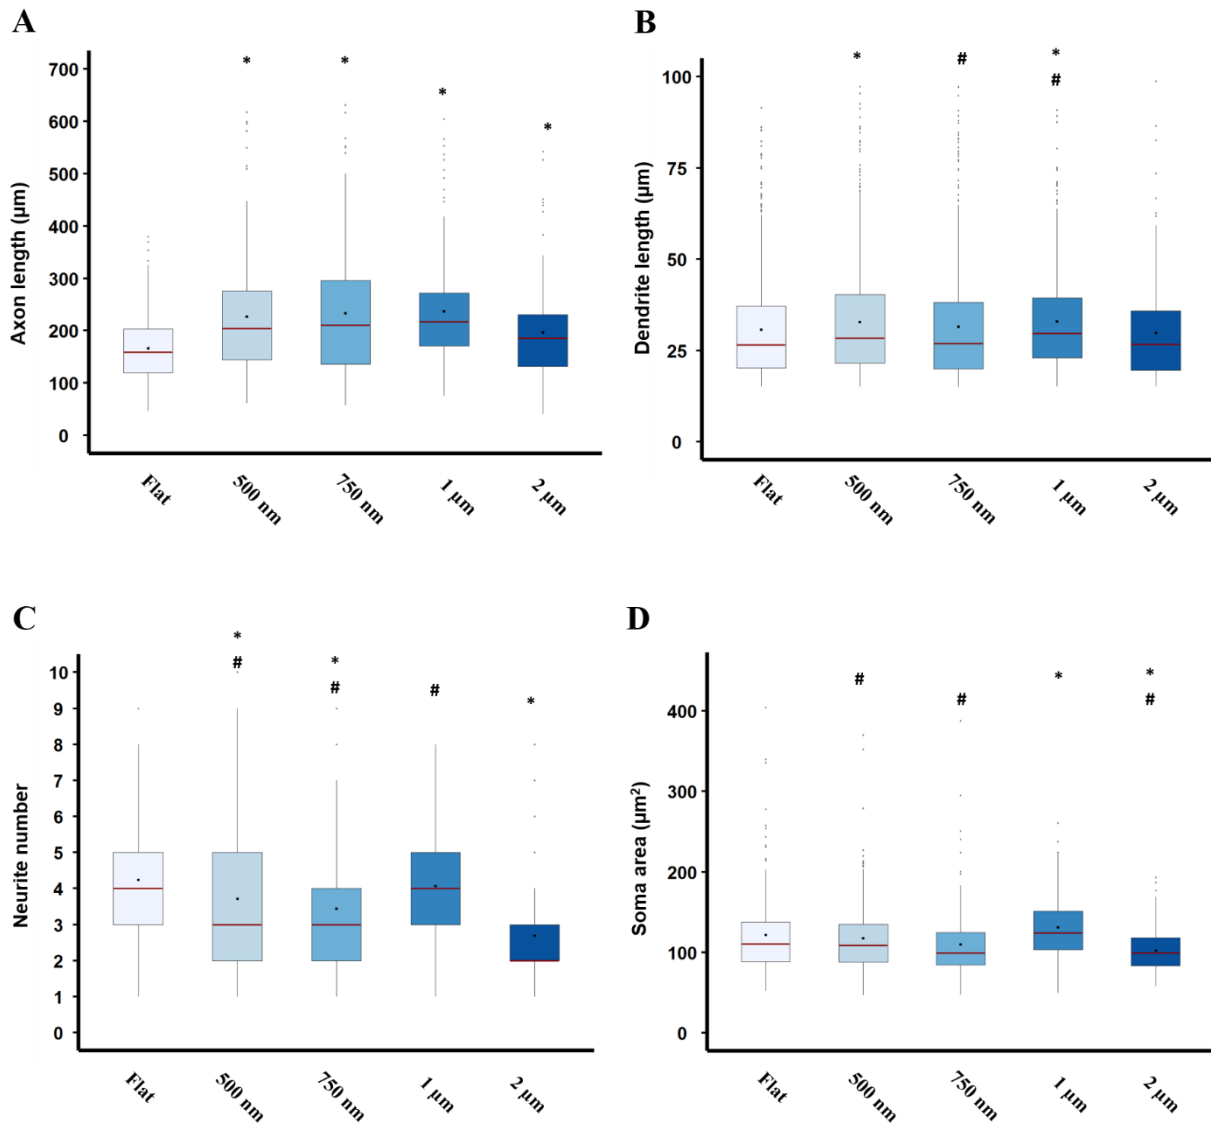 A
Axon length (µm)
700
600
500
400
300
200
100
0
* * * *
Flat 500 nm 750 nm 1 µm 2 µm
B
Dendrite length (µm)
100
75
50
25
0
* # *
#
Flat 500 nm 750 nm 1 µm 2 µm
C
Neurite number
10
9
8
7
6
5
4
3
2
1
0
* * # *
# #
Flat 500 nm 750 nm 1 µm 2 µm
D
Soma area (µm²)
400
300
200
100
0
# # * *
#
Flat 500 nm 750 nm 1 µm 2 µm